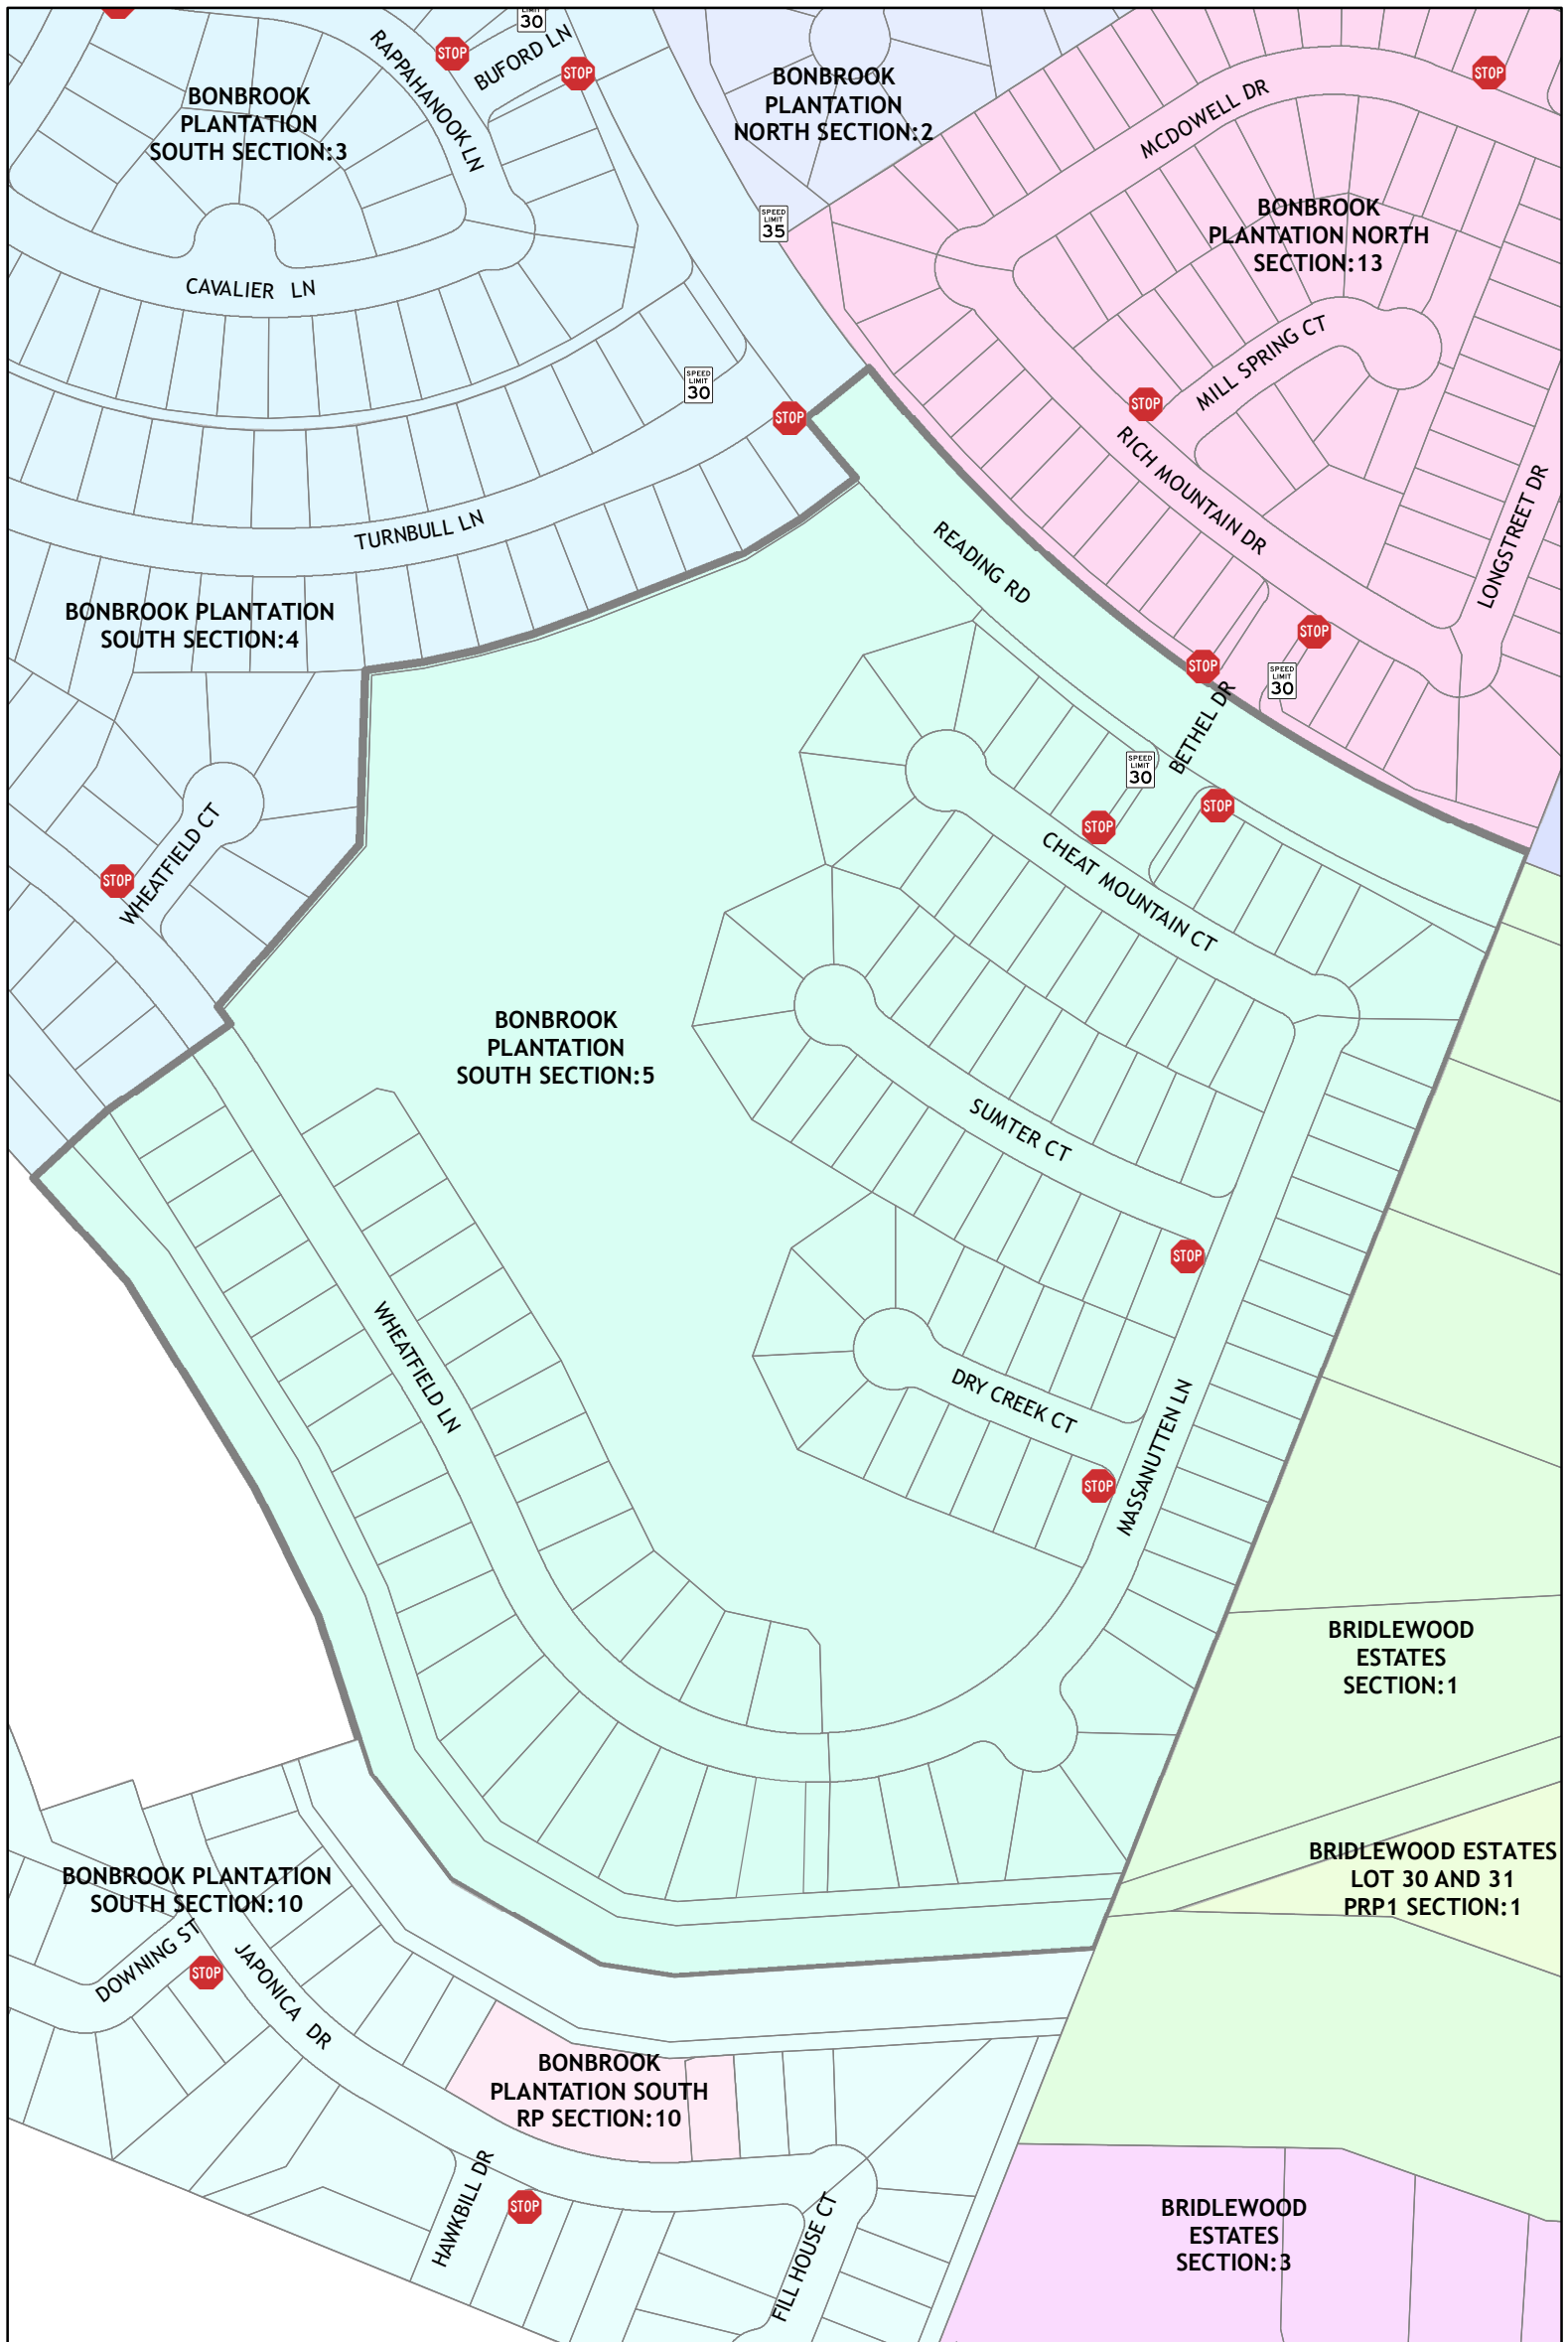 LIMIT
30
STOP
RAPPAHANOOK LN
BUFORD LN
STOP
BONBROOK
PLANTATION
SOUTH SECTION:3
BONBROOK
PLANTATION
NORTH SECTION:2
STOP
MCDOWELL DR
SPEED
LIMIT
35
BONBROOK
PLANTATION NORTH
SECTION:13
CAVALIER LN
MILL SPRING CT
SPEED
LIMIT
30
STOP
STOP
RICH MOUNTAIN DR
LONGSTREET DR
TURNBULL LN
READING RD
BONBROOK PLANTATION
SOUTH SECTION:4
STOP
STOP
SPEED
LIMIT
30
BETHEL DR
SPEED
LIMIT
30
STOP
STOP
WHEATFIELD CT
STOP
CHEAT MOUNTAIN CT
BONBROOK
PLANTATION
SOUTH SECTION:5
SUMTER CT
STOP
WHEATFIELD LN
DRY CREEK CT
MASSANUTTEN LN
STOP
BRIDLEWOOD
ESTATES
SECTION:1
BRIDLEWOOD ESTATES
LOT 30 AND 31
PRP1 SECTION:1
BONBROOK PLANTATION
SOUTH SECTION:10
DOWNING ST
STOP
JAPONICA DR
BONBROOK
PLANTATION SOUTH
RP SECTION:10
HAWKBILL DR
STOP
FILL HOUSE CT
BRIDLEWOOD
ESTATES
SECTION:3